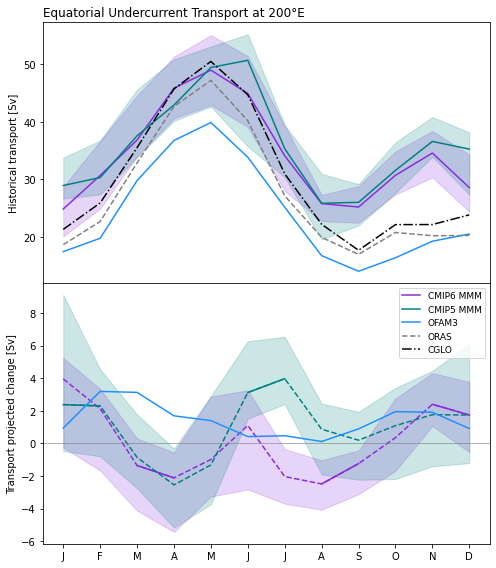 Equatorial Undercurrent Transport at 200°E
Historical transport [Sv]
50
40
30
20
Transport projected change [Sv]
8
6
4
2
0
−2
−4
−6
CMIP6 MMM
CMIP5 MMM
OFAM3
ORAS
CGLO
J F M A M J J A S O N D